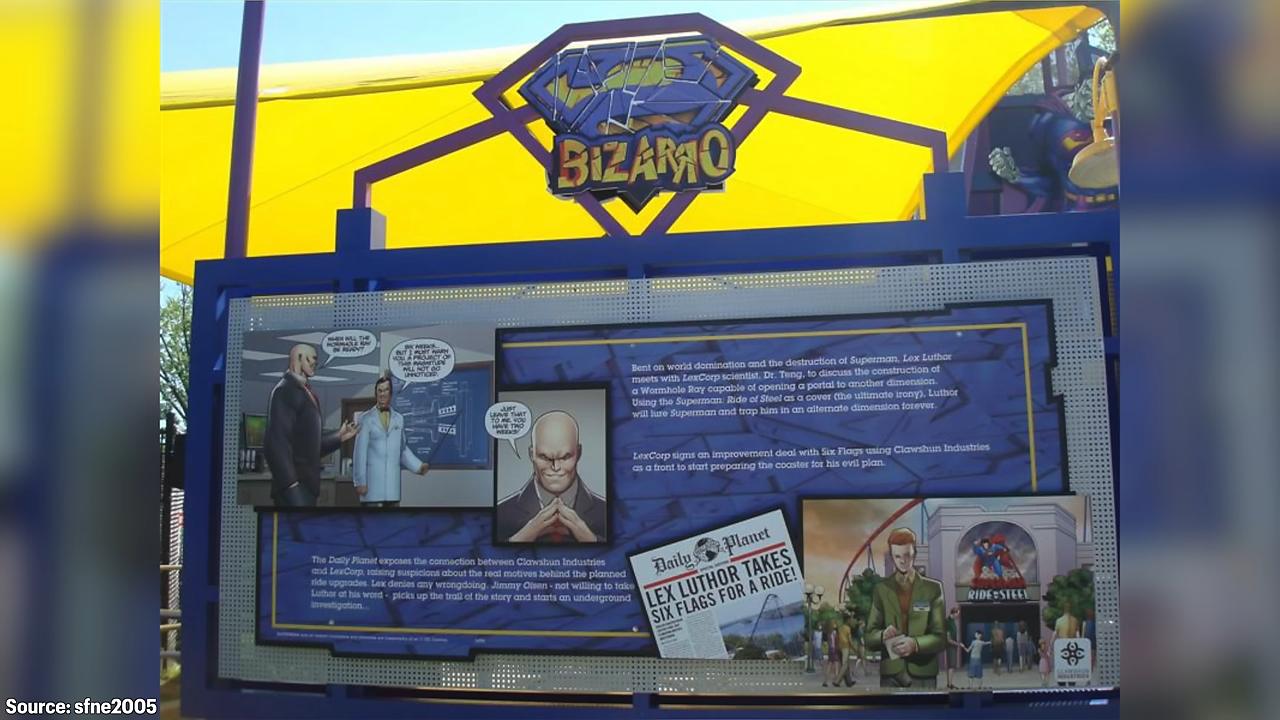 BIZARRO
WHEN WILL THE
WORMHOLE RAY
BE READY?
SIX WEEKS...
BUT I MUST WARN
YOU, A PROJECT OF
THIS MAGNITUDE
WILL NOT GO
UNNOTICED.
JUST
LEAVE THAT
TO ME. YOU
HAVE TWO
WEEKS!
Bent on world domination and the destruction of Superman, Lex Luthor
meets with LexCorp scientist, Dr. Teng, to discuss the construction of
a Wormhole Ray capable of opening a portal to another dimension.
Using the Superman: Ride of Steel as a cover (the ultimate irony), Luthor
will lure Superman and trap him in an alternate dimension forever.
LexCorp signs an improvement deal with Six Flags using Clawshun Industries
as a front to start preparing the coaster for his evil plan.
The Daily Planet exposes the connection between Clawshun Industries
and LexCorp, raising suspicions about the real motives behind the planned
ride upgrades. Lex denies any wrongdoing. Jimmy Olsen - not willing to take
Luthor at his word - picks up the trail of the story and starts an underground
investigation...
Daily Planet
LEX LUTHOR TAKES
SIX FLAGS FOR A RIDE!
RIDE OF STEEL
CLAWSHUN
INDUSTRIES
Source: sfne2005